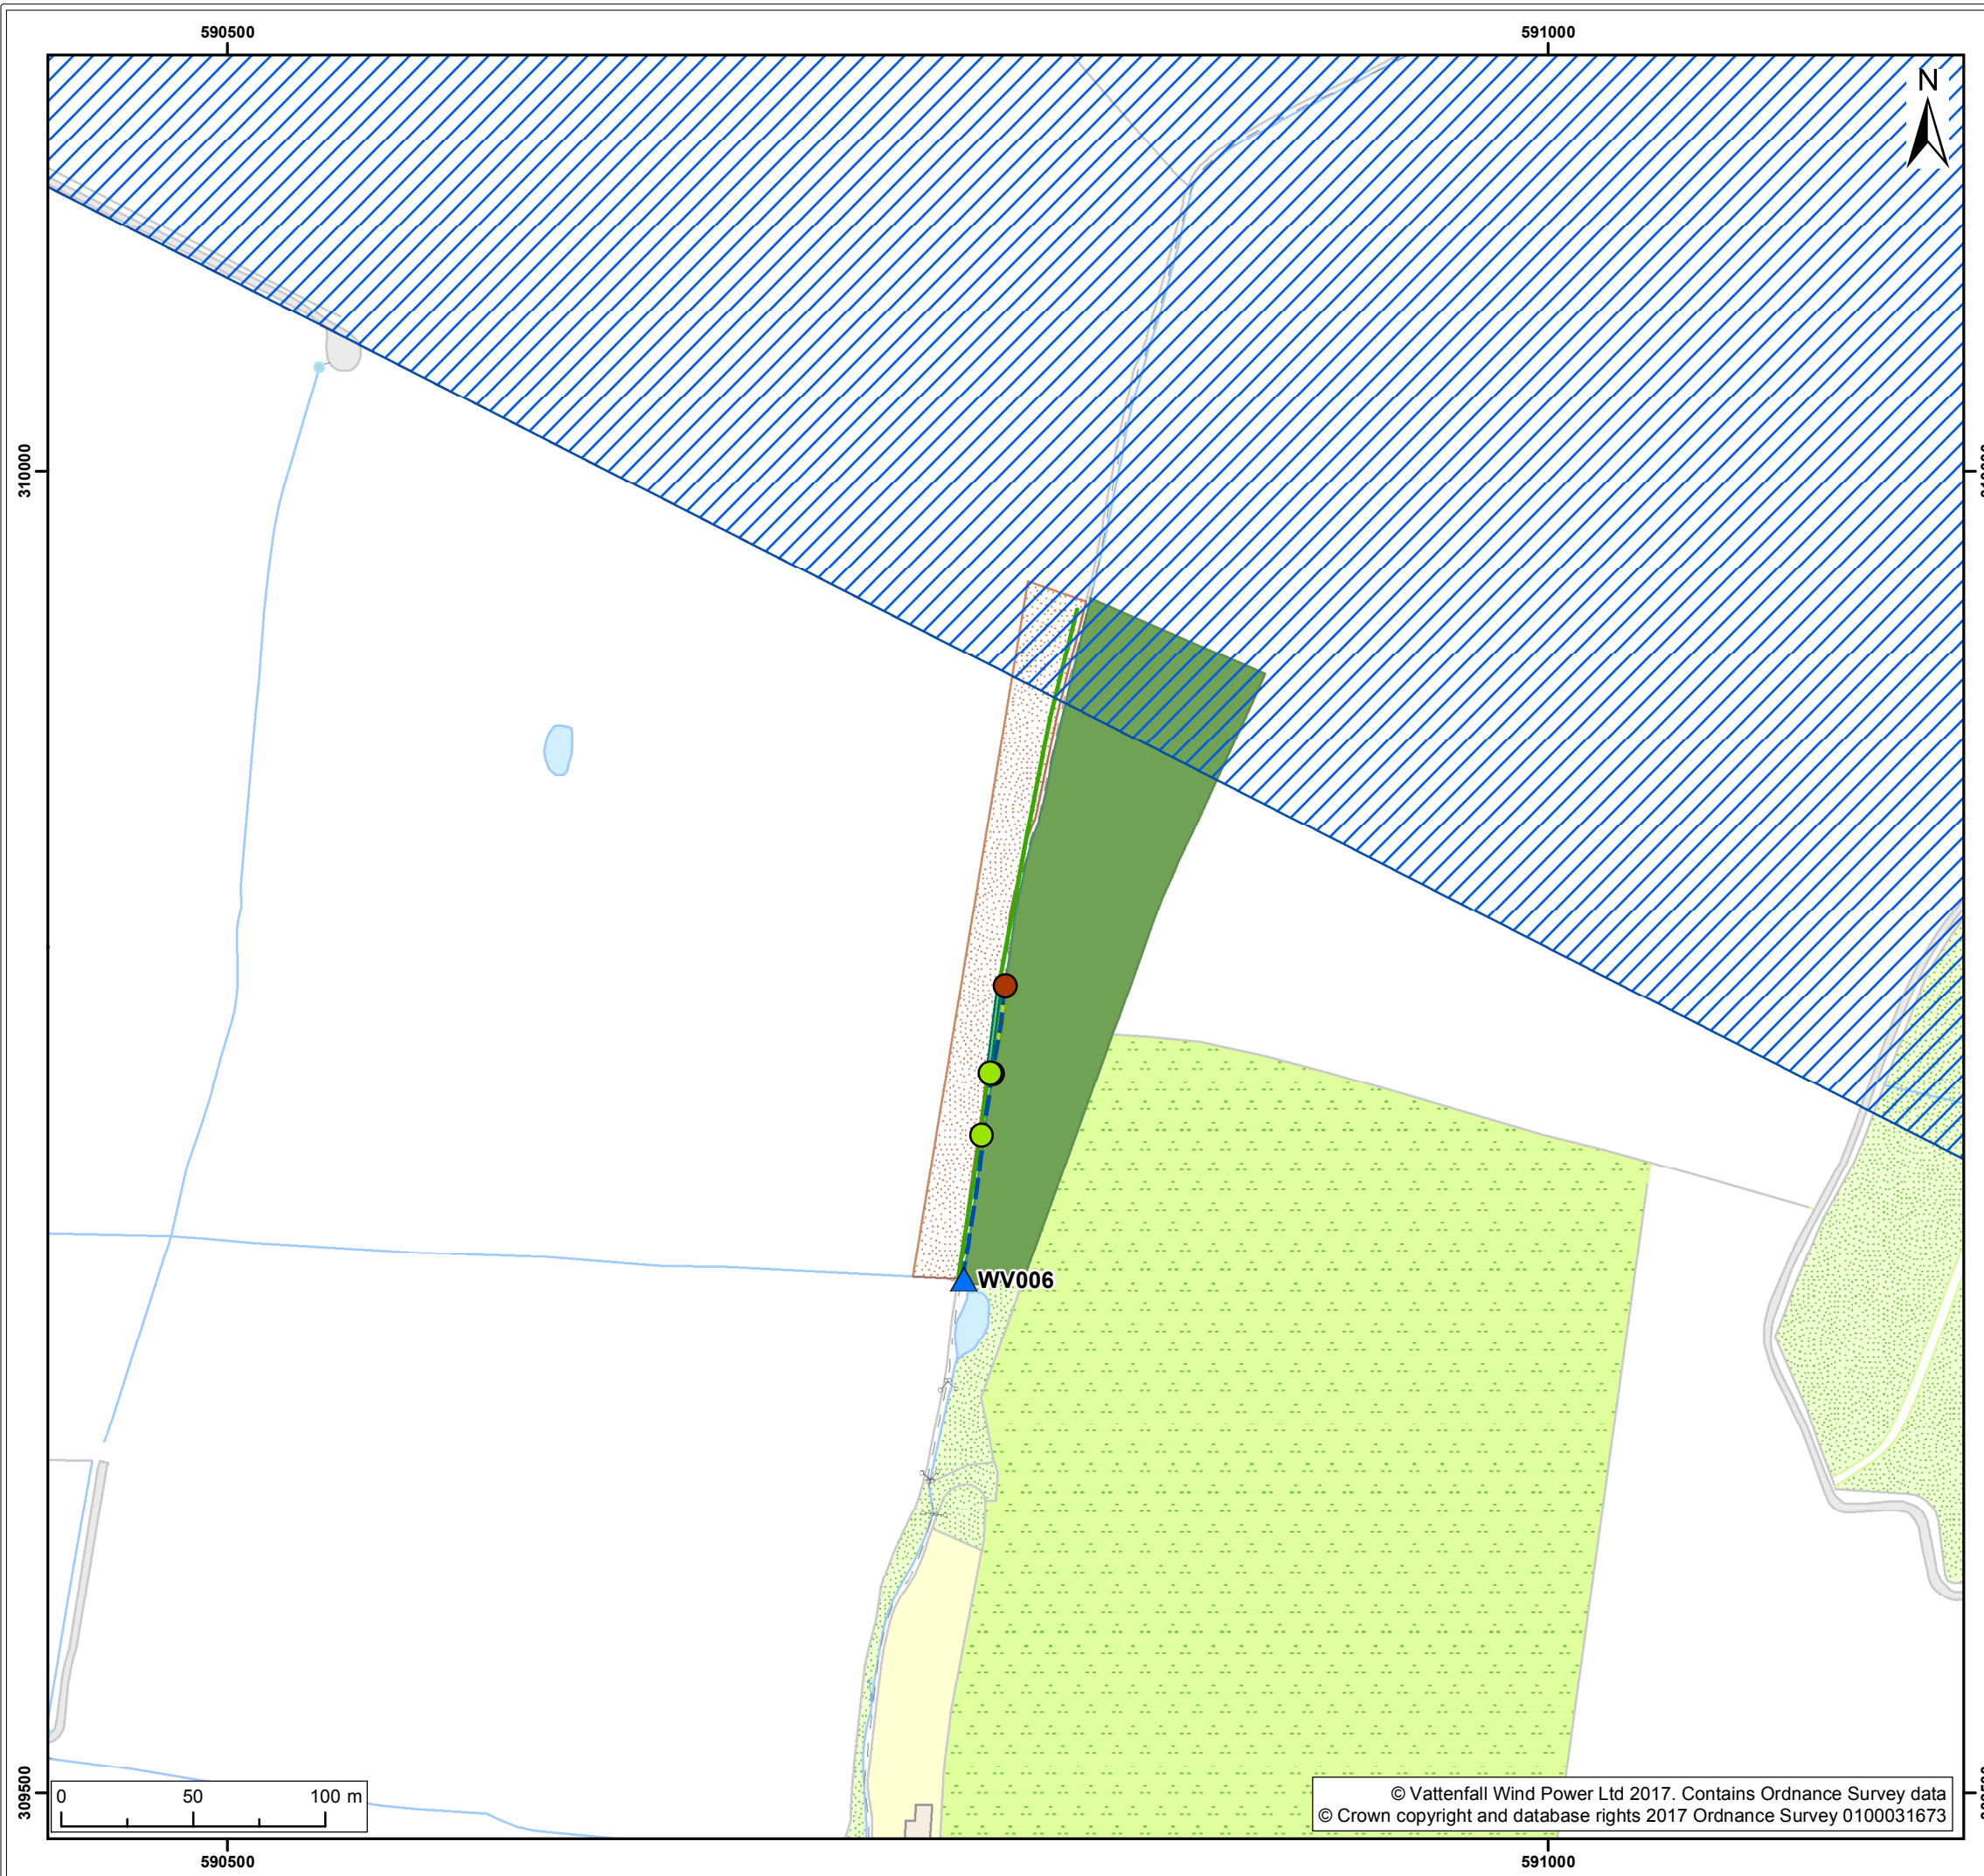 590500
591000
N
310000
WV006
309500
0
50
100 m
© Vattenfall Wind Power Ltd 2017. Contains Ordnance Survey data
© Crown copyright and database rights 2017 Ordnance Survey 0100031673
590500
591000